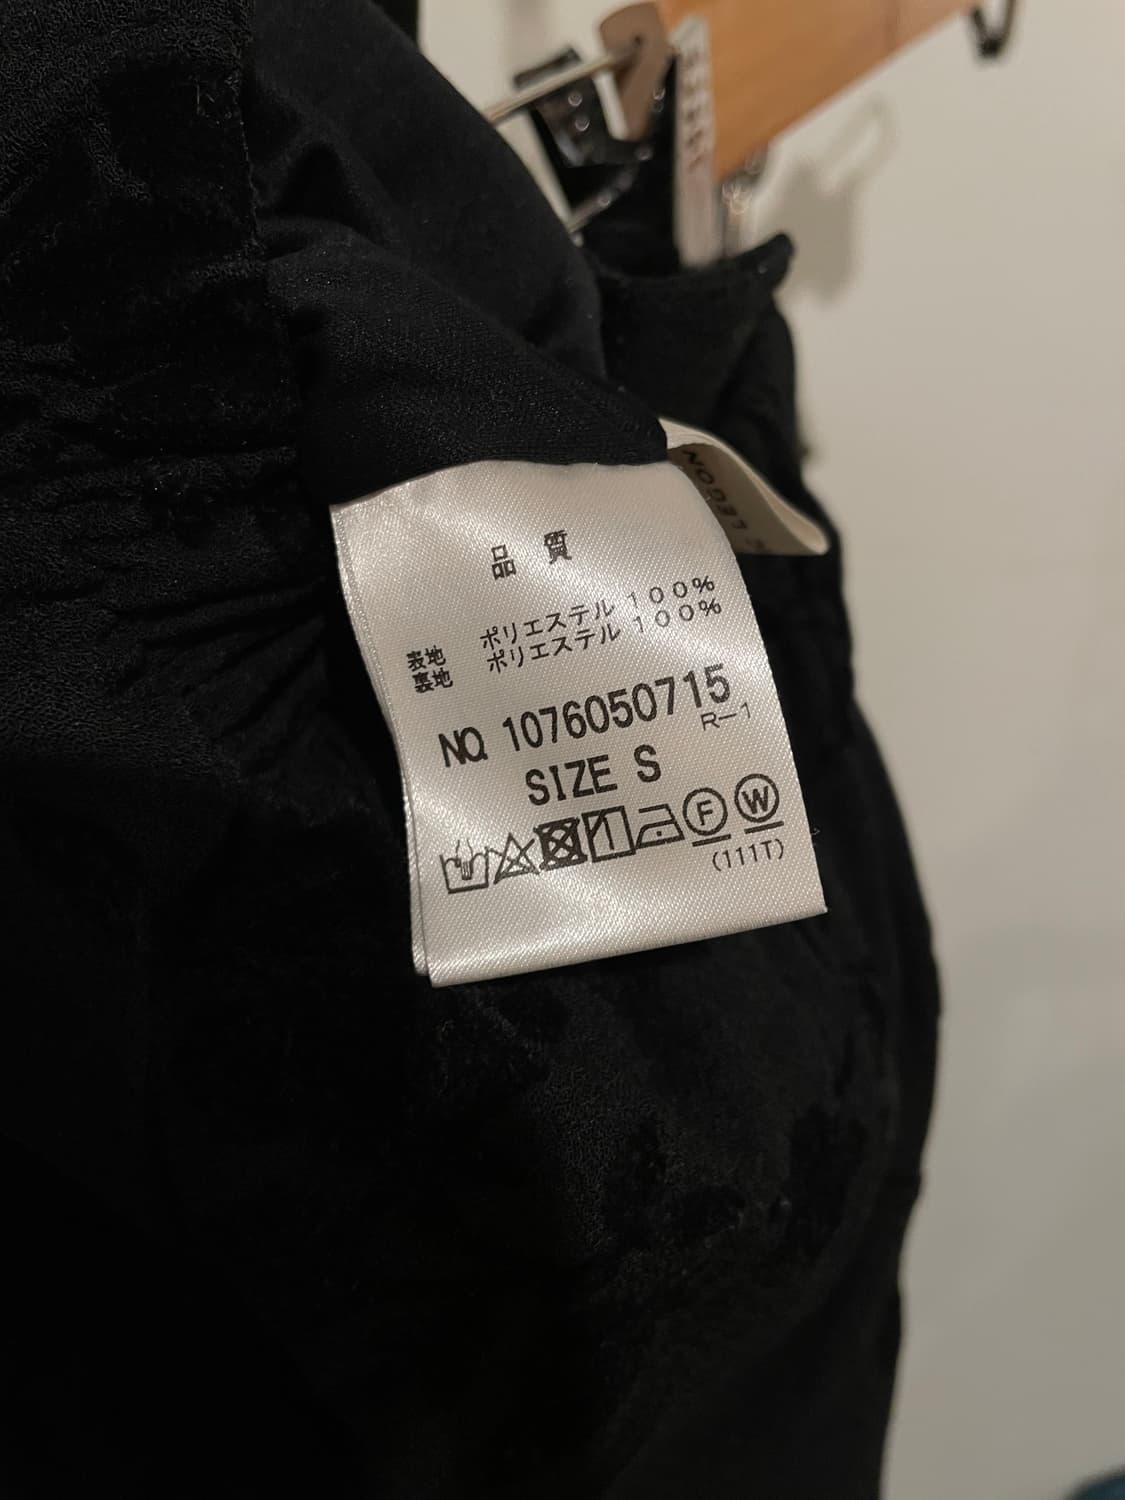 品質
表地 ポリエステル 100%
裏地 ポリエステル 100%
NO. 1076050715
R-1
SIZE S
F W
(111T)